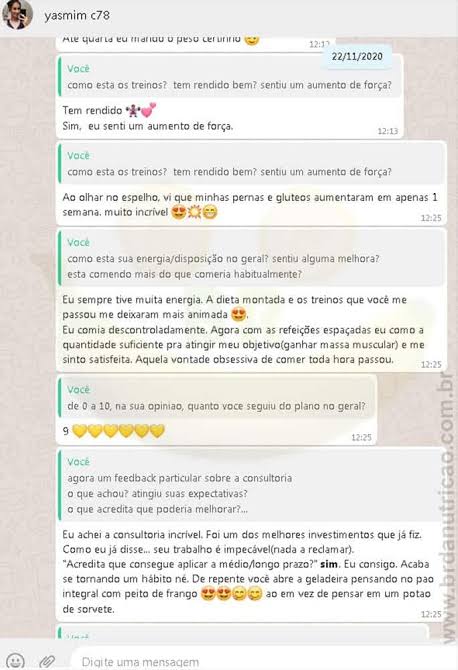 yasmim c78
Até quarta eu mando o peso certinho 😊
12:12
22/11/2020
Você
como esta os treinos?  tem rendido bem? sentiu um aumento de força?
Tem rendido 🏋️‍♀️💕
Sim,  eu senti um aumento de força.
12:13
Você
como esta os treinos?  tem rendido bem? sentiu um aumento de força?
Ao olhar no espelho, vi que minhas pernas e gluteos aumentaram em apenas 1
semana. muito incrível 😍💥😁
12:25
Você
como esta sua energia/disposição no geral? sentiu alguma melhora?
esta comendo mais do que comeria habitualmente?
Eu sempre tive muita energia. A dieta montada e os treinos que você me
passou me deixaram mais animada 😍.
Eu comia descontroladamente. Agora com as refeições espaçadas eu como a
quantidade suficiente pra atingir meu objetivo(ganhar massa muscular) e me
sinto satisfeita. Aquela vontade obsessiva de comer toda hora passou.
12:25
Você
de 0 a 10, na sua opiniao, quanto voce seguiu do plano no geral?
9 💛💛💛💛💛💛
12:25
Você
agora um feedback particular sobre a consultoria
o que achou? atingiu suas expectativas?
o que acredita que poderia melhorar?...
Eu achei a consultoria incrível. Foi um dos melhores investimentos que já fiz.
Como eu já disse... seu trabalho é impecável(nada a reclamar).
"Acredita que consegue aplicar a médio/longo prazo?" sim. Eu consigo. Acaba
se tornando um hábito né. De repente você abre a geladeira pensando no pao
integral com peito de frango 😍😍😋😋 ao em vez de pensar em um potao
de sorvete.
12:25
Você
Digite uma mensagem
www.brdanutricao.com.br